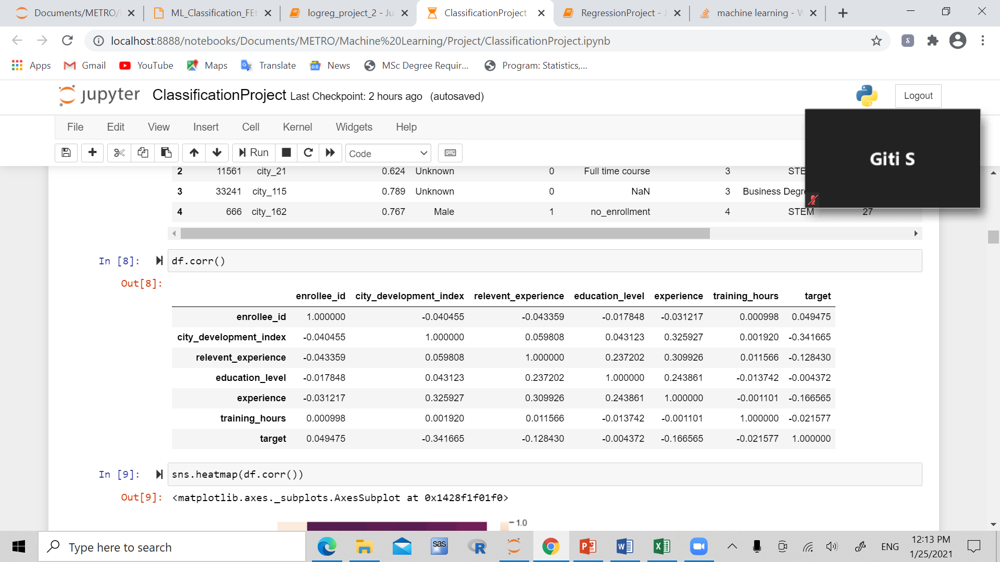 Documents/METRO/
ML_Classification_FE
logreg_project_2 - Ju
ClassificationProject
RegressionProject - J
machine learning - W
localhost:8888/notebooks/Documents/METRO/Machine%20Learning/Project/ClassificationProject.ipynb
Apps Gmail YouTube Maps Translate News MSc Degree Requir... Program: Statistics,...
jupyter ClassificationProject Last Checkpoint: 2 hours ago (autosaved) Logout
File Edit View Insert Cell Kernel Widgets Help
Run Code
Giti S
2 11561 city_21 0.624 Unknown 0 Full time course 3 STE
3 33241 city_115 0.789 Unknown 0 NaN 3 Business Degre
4 666 city_162 0.767 Male 1 no_enrollment 4 STEM 27
In [8]: df.corr()
Out[8]:
enrollee_id city_development_index relevent_experience education_level experience training_hours target
enrollee_id 1.000000 -0.040455 -0.043359 -0.017848 -0.031217 0.000998 0.049475
city_development_index -0.040455 1.000000 0.059808 0.043123 0.325927 0.001920 -0.341665
relevent_experience -0.043359 0.059808 1.000000 0.237202 0.309926 0.011566 -0.128430
education_level -0.017848 0.043123 0.237202 1.000000 0.243861 -0.013742 -0.004372
experience -0.031217 0.325927 0.309926 0.243861 1.000000 -0.001101 -0.166565
training_hours 0.000998 0.001920 0.011566 -0.013742 -0.001101 1.000000 -0.021577
target 0.049475 -0.341665 -0.128430 -0.004372 -0.166565 -0.021577 1.000000
In [9]: sns.heatmap(df.corr())
Out[9]: <matplotlib.axes._subplots.AxesSubplot at 0x1428f1f01f0>
1.0
Type here to search
sas
ENG
12:13 PM
1/25/2021